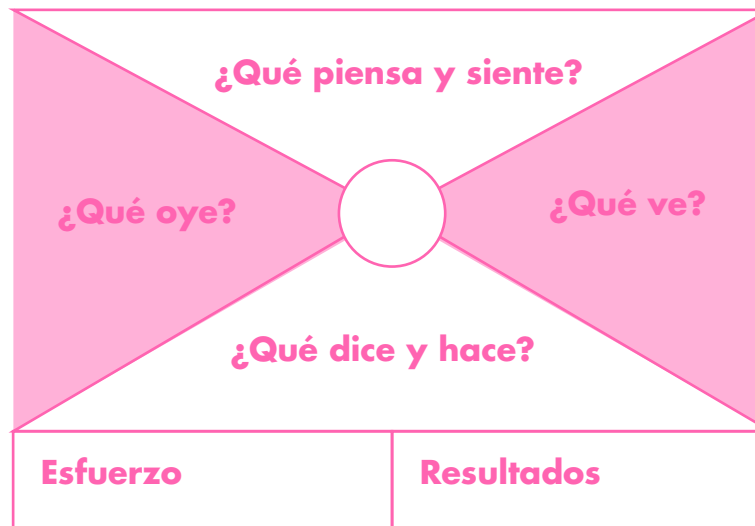 ¿Qué piensa y siente?
¿Qué oye?
¿Qué ve?
¿Qué dice y hace?
Esfuerzo
Resultados